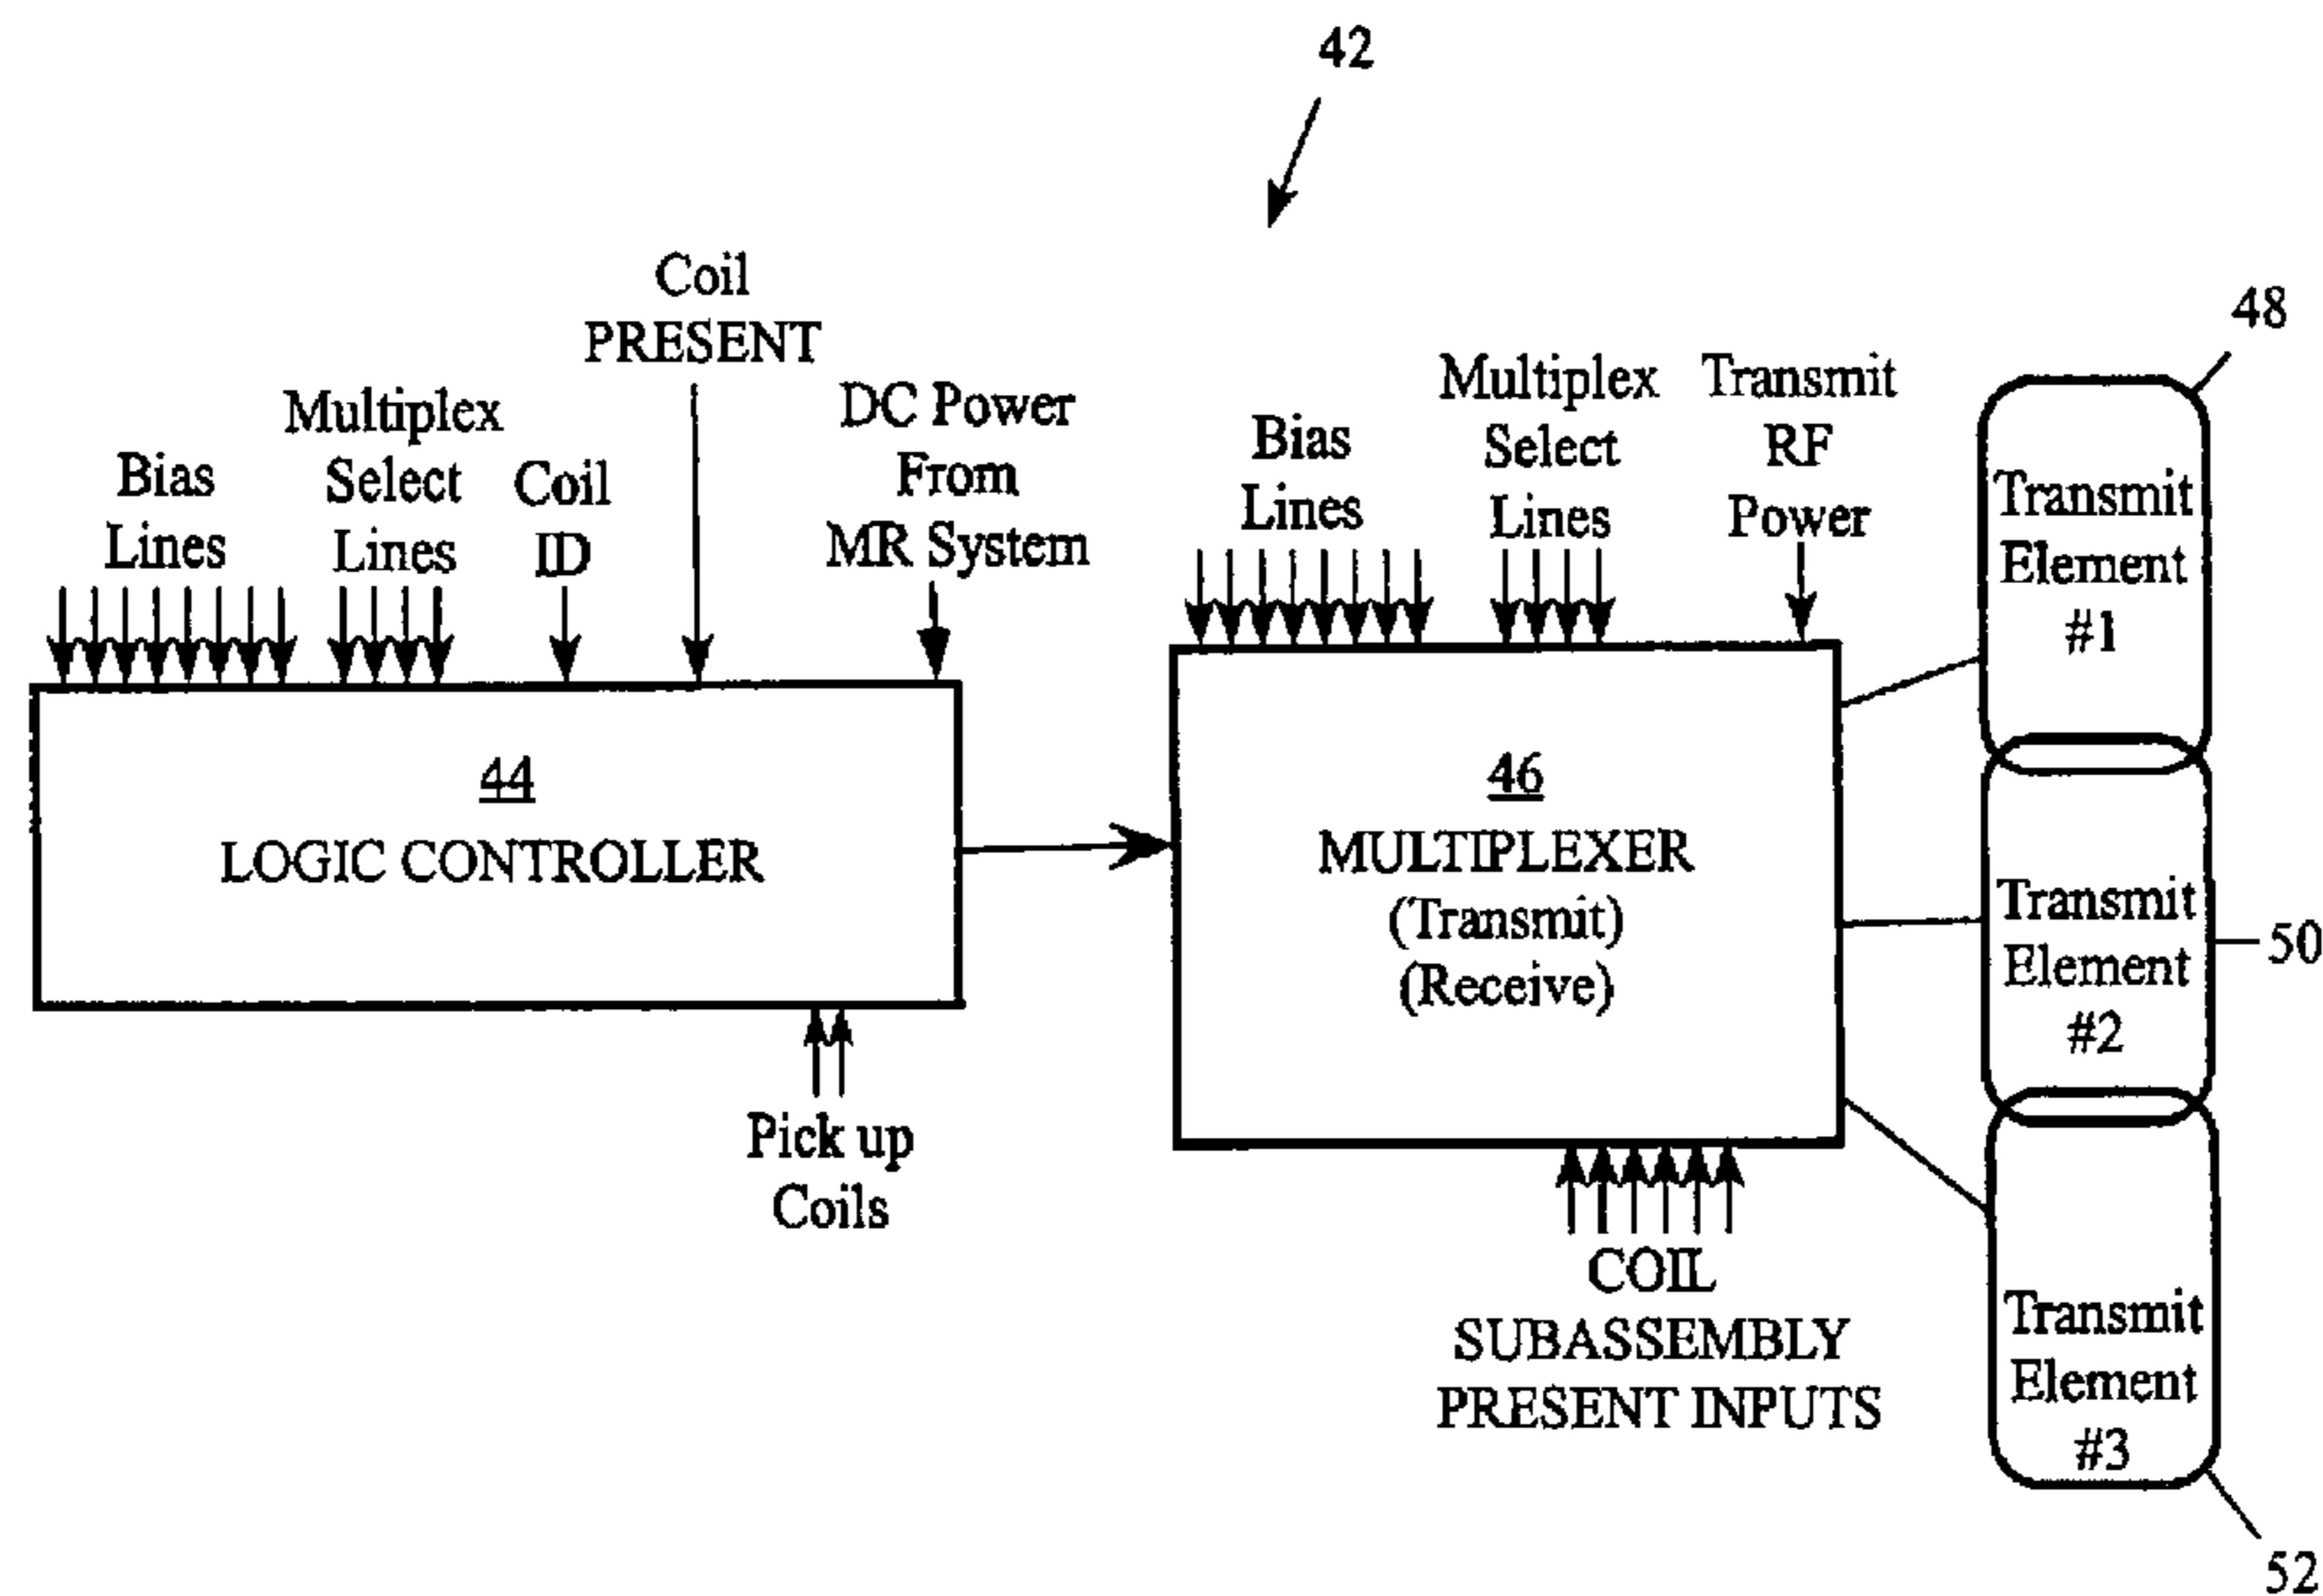 42
Coil
PRESENT
48
Multiplex
Select
Lines
DC Power
From
MR System
Bias
Lines
Coil
ID
Multiplex
Select
Lines
Transmit
RF
Power
Bias
Lines
Transmit
Element
#1
44
LOGIC CONTROLLER
46
MULTIPLEXER
(Transmit)
(Receive)
Transmit
Element
#2
50
Pick up
Coils
COIL
SUBASSEMBLY
PRESENT INPUTS
Transmit
Element
#3
52